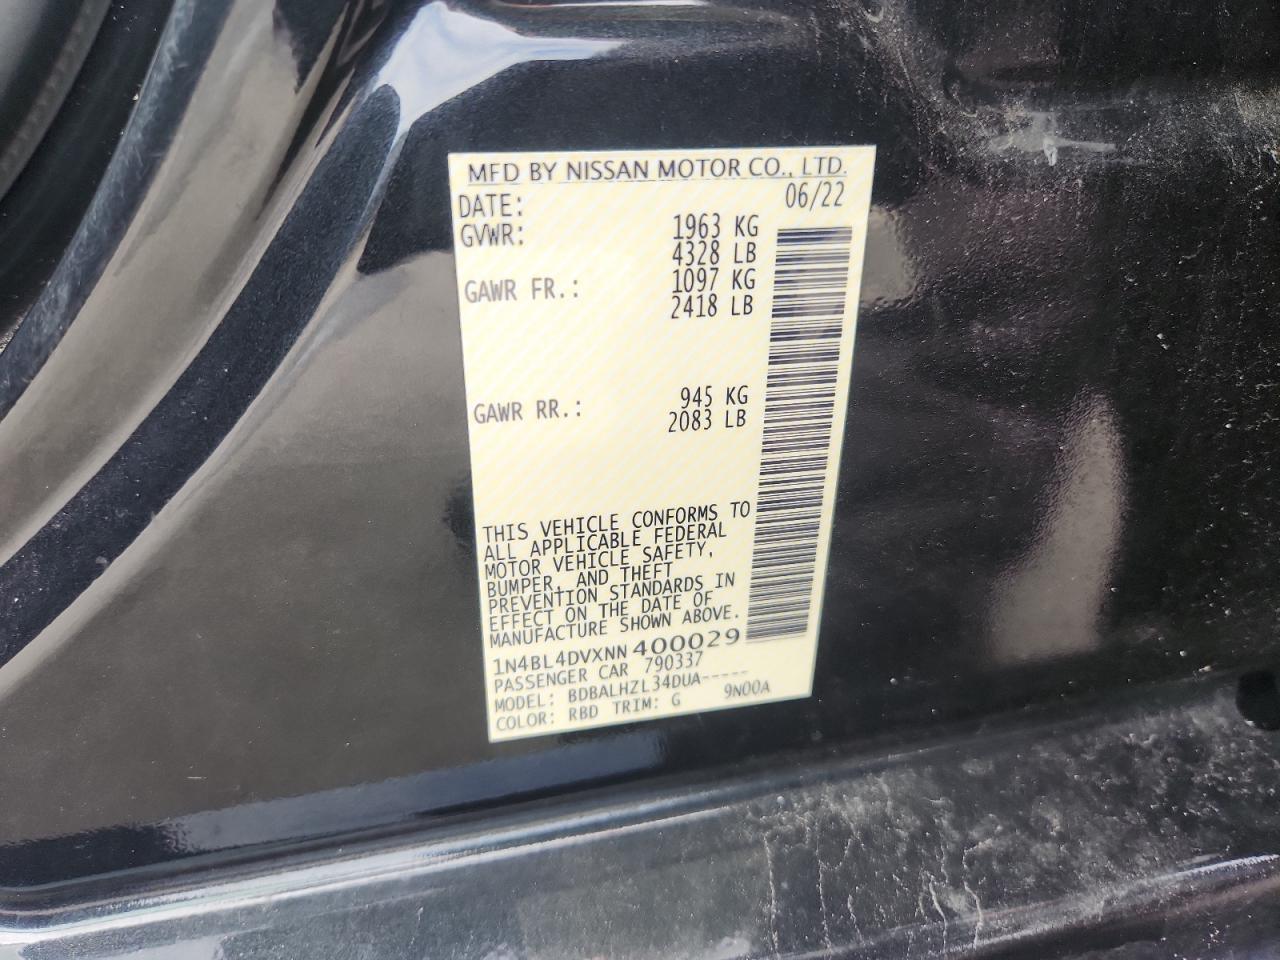 MFD BY NISSAN MOTOR CO., LTD.
DATE: 06/22
GVWR: 1963 KG
4328 LB
GAWR FR.: 1097 KG
2418 LB
GAWR RR.: 945 KG
2083 LB
THIS VEHICLE CONFORMS TO
ALL APPLICABLE FEDERAL
MOTOR VEHICLE SAFETY,
BUMPER, AND THEFT
PREVENTION STANDARDS IN
EFFECT ON THE DATE OF
MANUFACTURE SHOWN ABOVE.
1N4BL4DVXNN400029
PASSENGER CAR 790337
MODEL: BDBALHZL34DUA-----
COLOR: RBD TRIM: G 9N00A